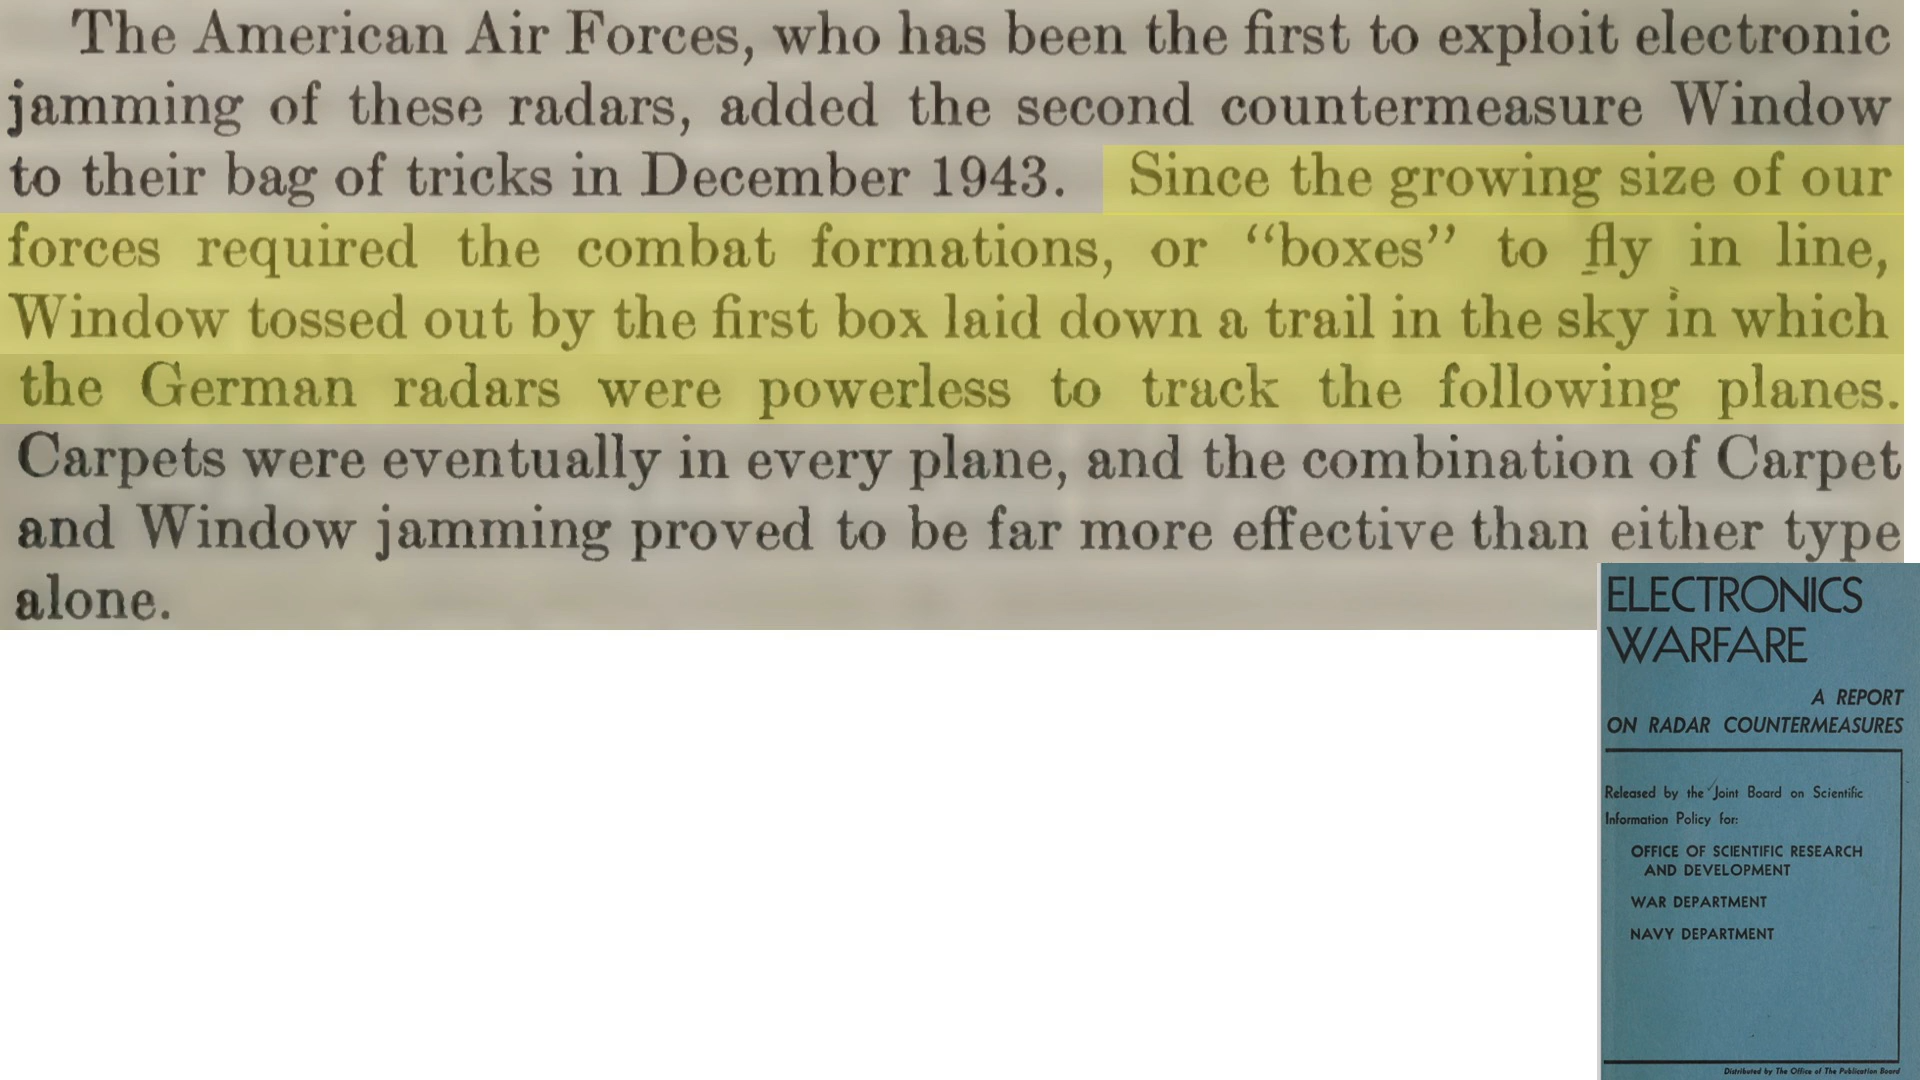 The American Air Forces, who has been the first to exploit electronic
jamming of these radars, added the second countermeasure Window
to their bag of tricks in December 1943. Since the growing size of our
forces required the combat formations, or “boxes” to fly in line,
Window tossed out by the first box laid down a trail in the sky in which
the German radars were powerless to track the following planes.
Carpets were eventually in every plane, and the combination of Carpet
and Window jamming proved to be far more effective than either type
alone.
ELECTRONICS
WARFARE
A REPORT
ON RADAR COUNTERMEASURES
Released by the Joint Board on Scientific
Information Policy for:
OFFICE OF SCIENTIFIC RESEARCH
AND DEVELOPMENT
WAR DEPARTMENT
NAVY DEPARTMENT
Distributed by The Office of The Publication Board